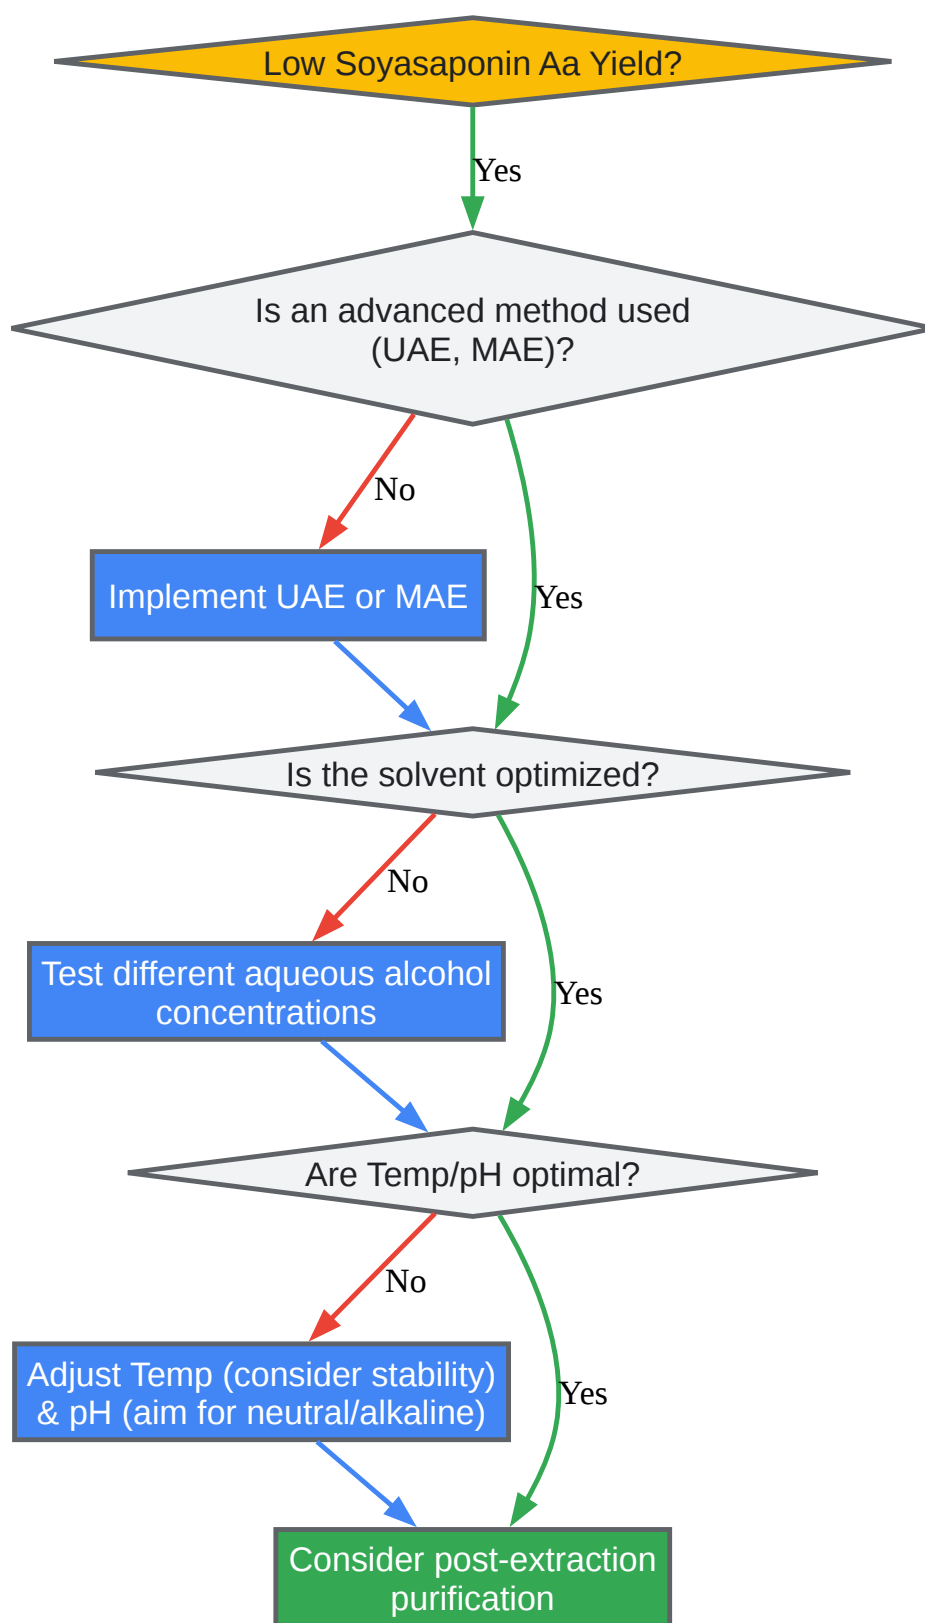 Low Soyasaponin Aa Yield?
Yes
Is an advanced method used
(UAE, MAE)?
No
Implement UAE or MAE
Yes
Is the solvent optimized?
No
Test different aqueous alcohol
concentrations
Yes
Are Temp/pH optimal?
No
Adjust Temp (consider stability)
& pH (aim for neutral/alkaline)
Yes
Consider post-extraction
purification